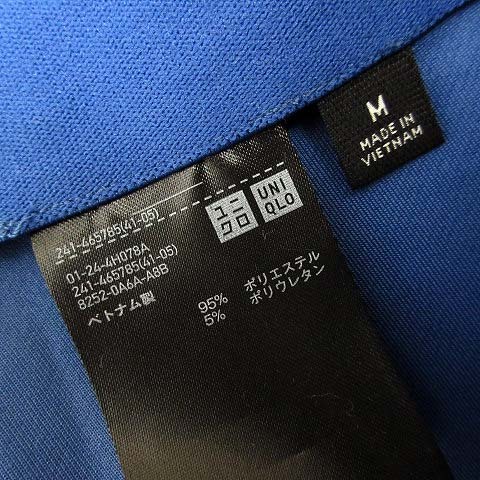 M
MADE IN
VIETNAM
241-465785(41-05)
ユニ
クロ
UNI
QLO
01-24-4H078A
241-465785(41-05)
8252-0A6A-A8B
ベトナム製
95% ポリエステル
5% ポリウレタン